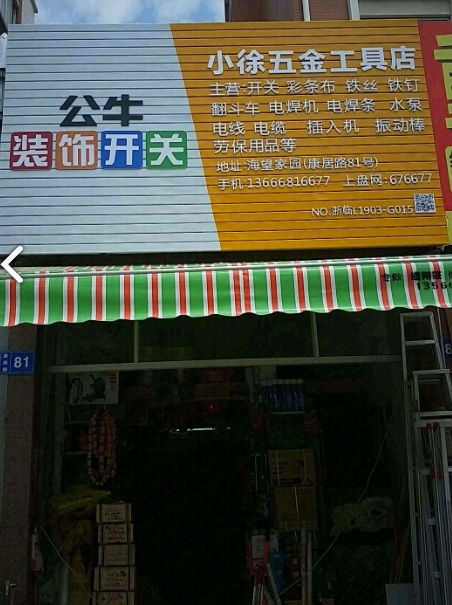 公牛
装饰开关
小徐五金工具店
主营:开关 彩条布 铁丝 铁钉
翻斗车 电焊机 电焊条 水泵
电线 电缆 插入机 振动棒
劳保用品等
地址:海望家园(康居路81号)
手机:13666816677 上盘网:676677
NO.浙临L1903-G015
81